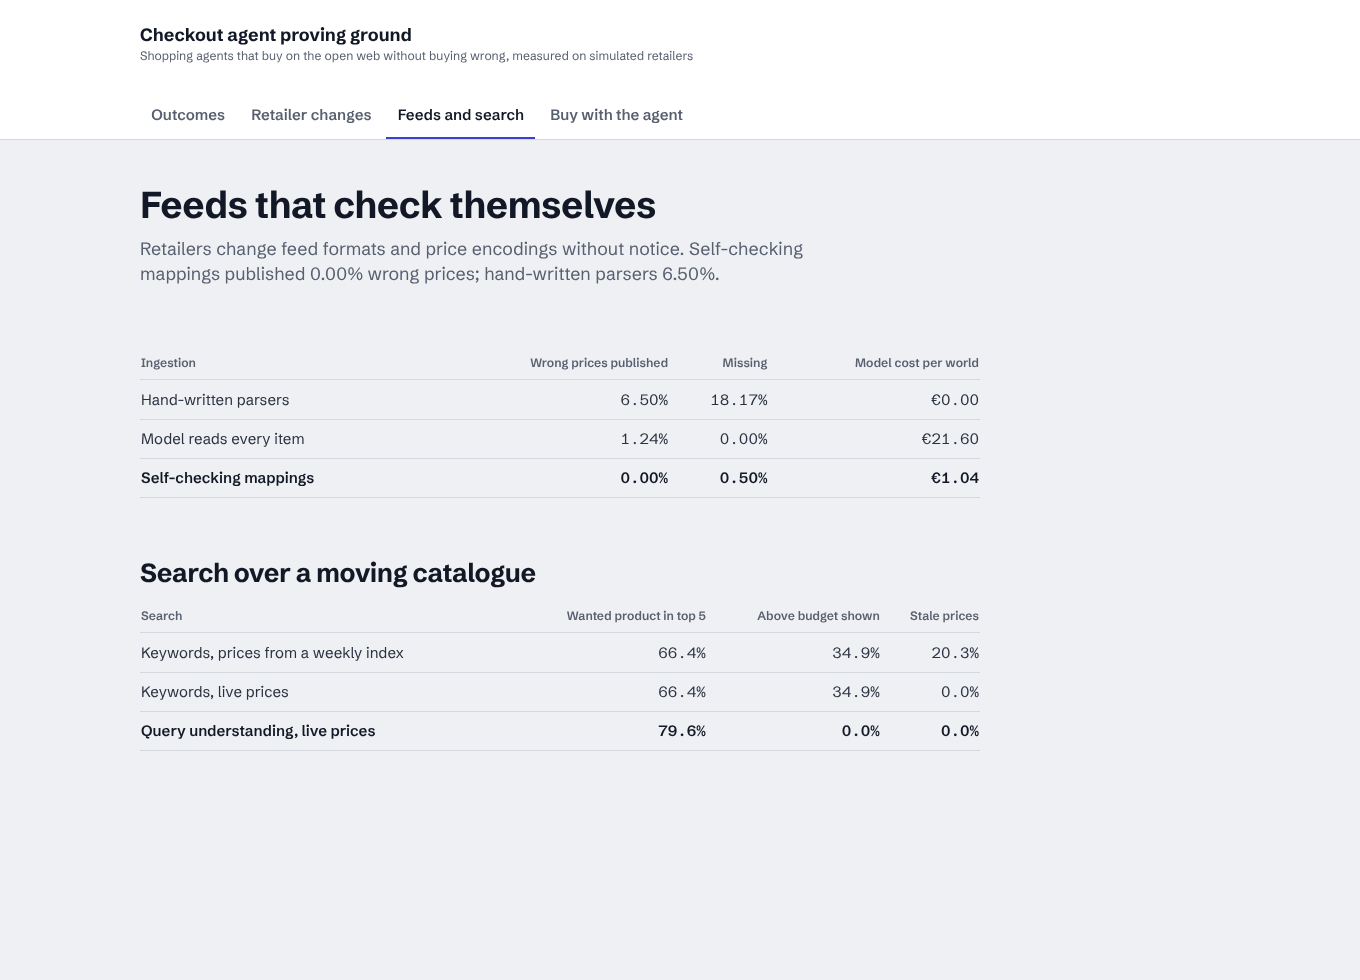 Checkout agent proving ground
Shopping agents that buy on the open web without buying wrong, measured on simulated retailers
Outcomes Retailer changes Feeds and search Buy with the agent
Feeds that check themselves
Retailers change feed formats and price encodings without notice. Self-checking
mappings published 0.00% wrong prices; hand-written parsers 6.50%.
Ingestion Wrong prices published Missing Model cost per world
Hand-written parsers 6.50% 18.17% €0.00
Model reads every item 1.24% 0.00% €21.60
Self-checking mappings 0.00% 0.50% €1.04
Search over a moving catalogue
Search Wanted product in top 5 Above budget shown Stale prices
Keywords, prices from a weekly index 66.4% 34.9% 20.3%
Keywords, live prices 66.4% 34.9% 0.0%
Query understanding, live prices 79.6% 0.0% 0.0%